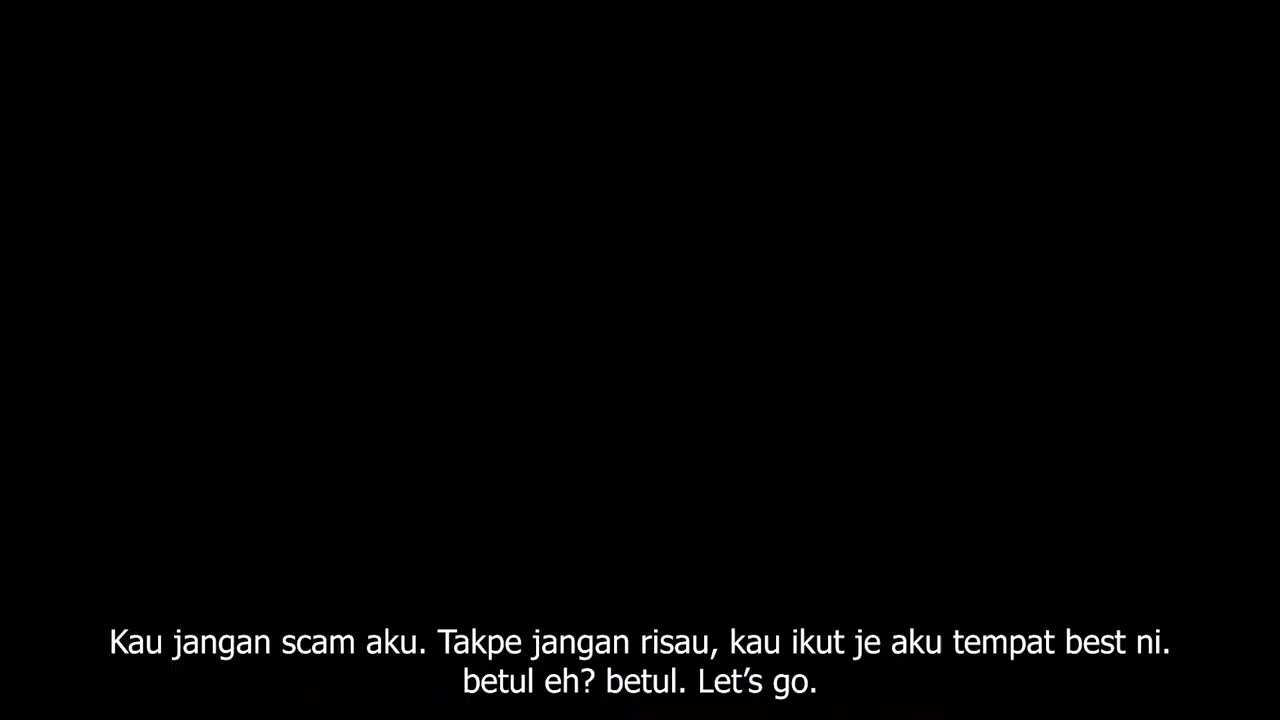 Kau jangan scam aku. Takpe jangan risau, kau ikut je aku tempat best ni.
betul eh? betul. Let’s go.